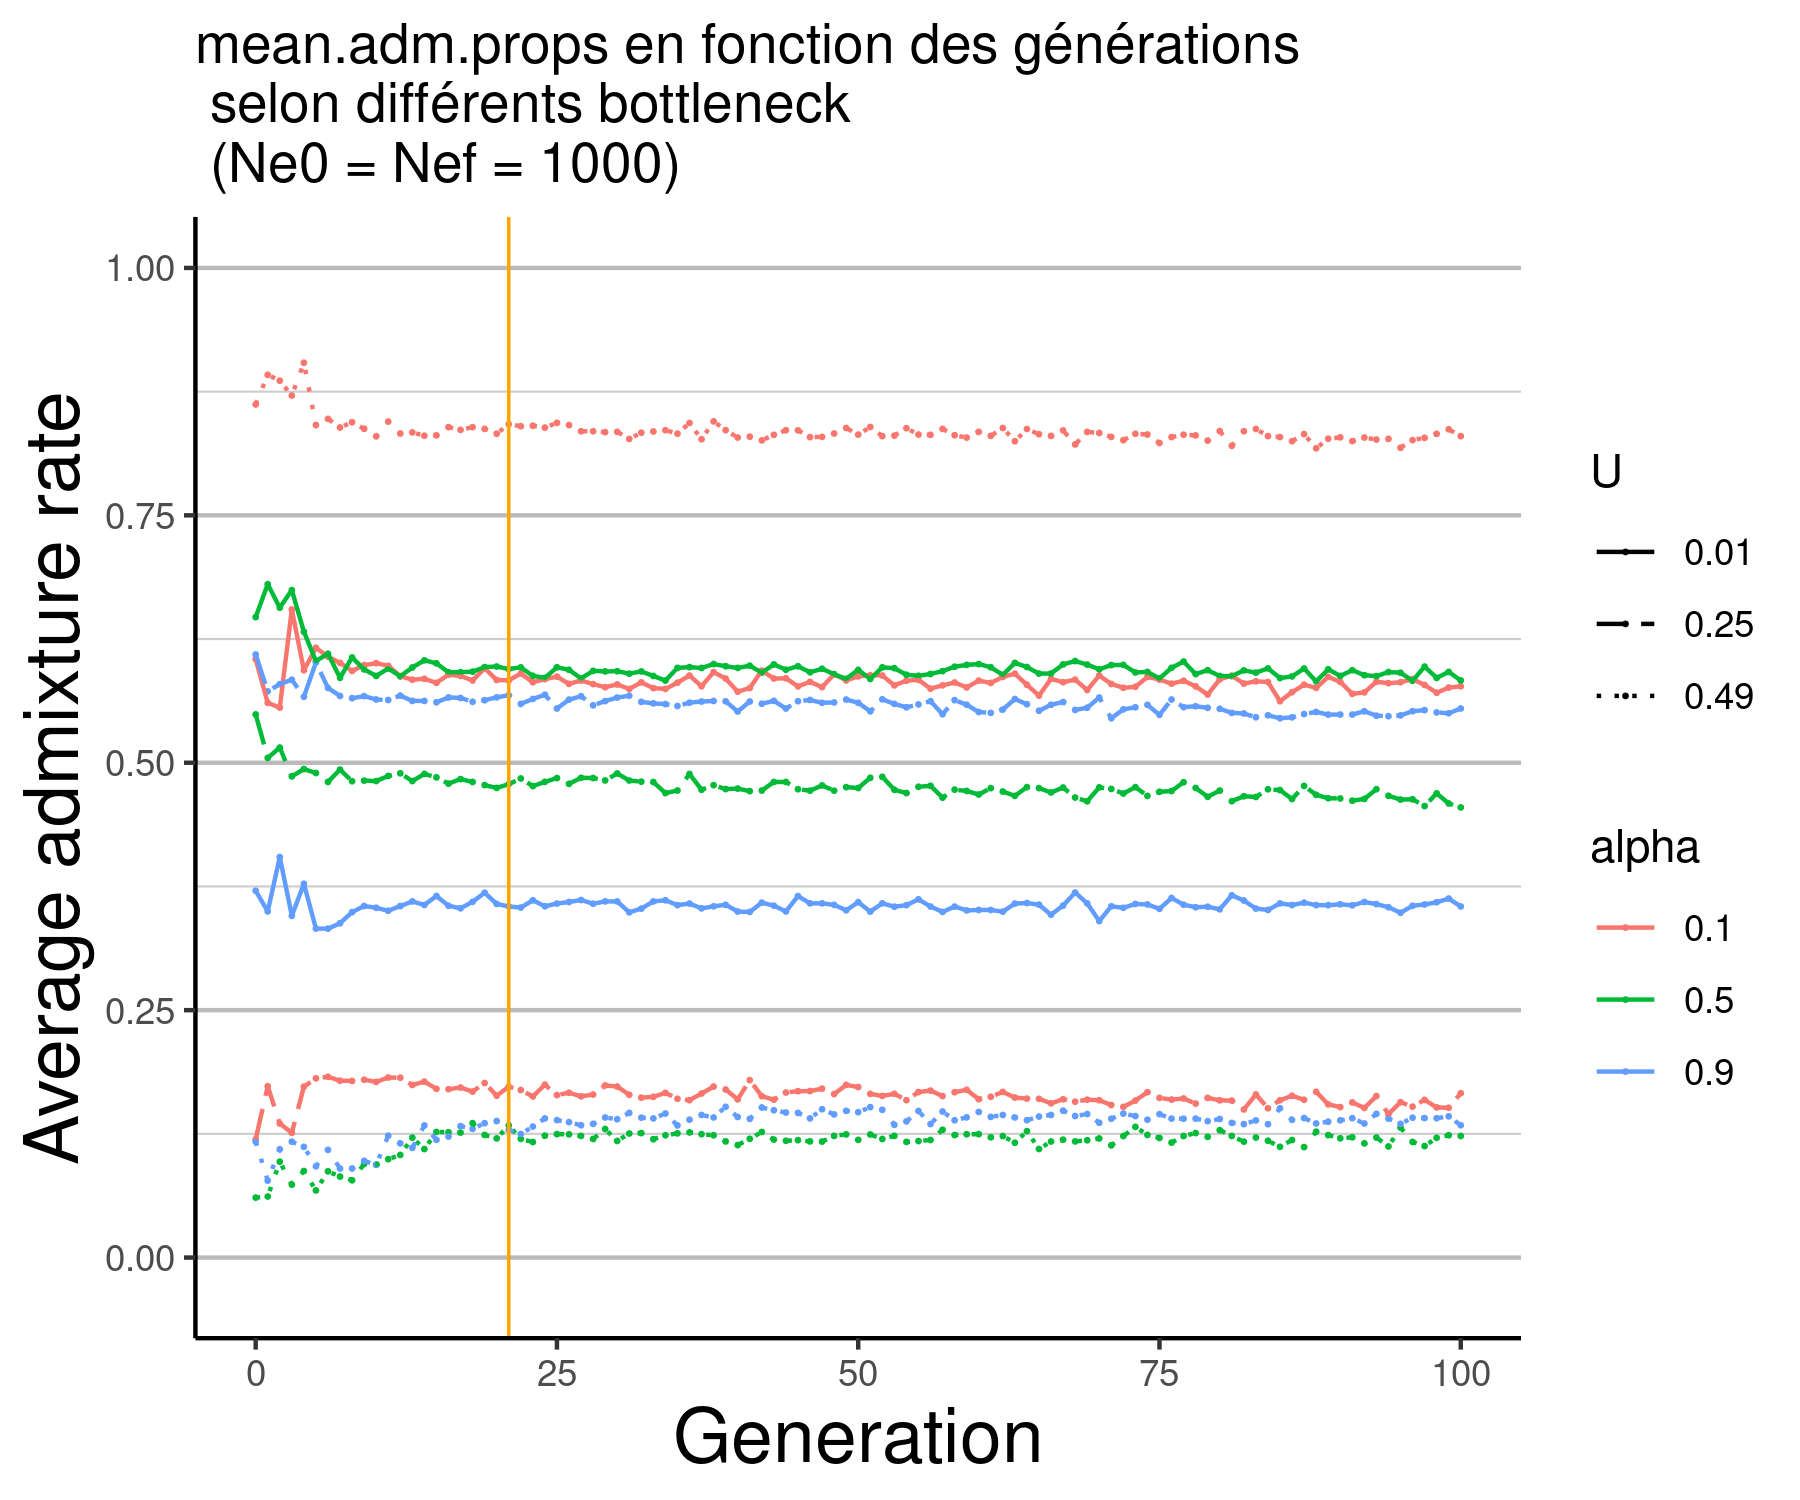 mean.adm.props en fonction des générations
selon différents bottleneck
(Ne0 = Nef = 1000)
Average admixture rate
1.00
0.75
0.50
0.25
0.00
0
25
50
75
100
Generation
U
0.01
0.25
0.49
alpha
0.1
0.5
0.9